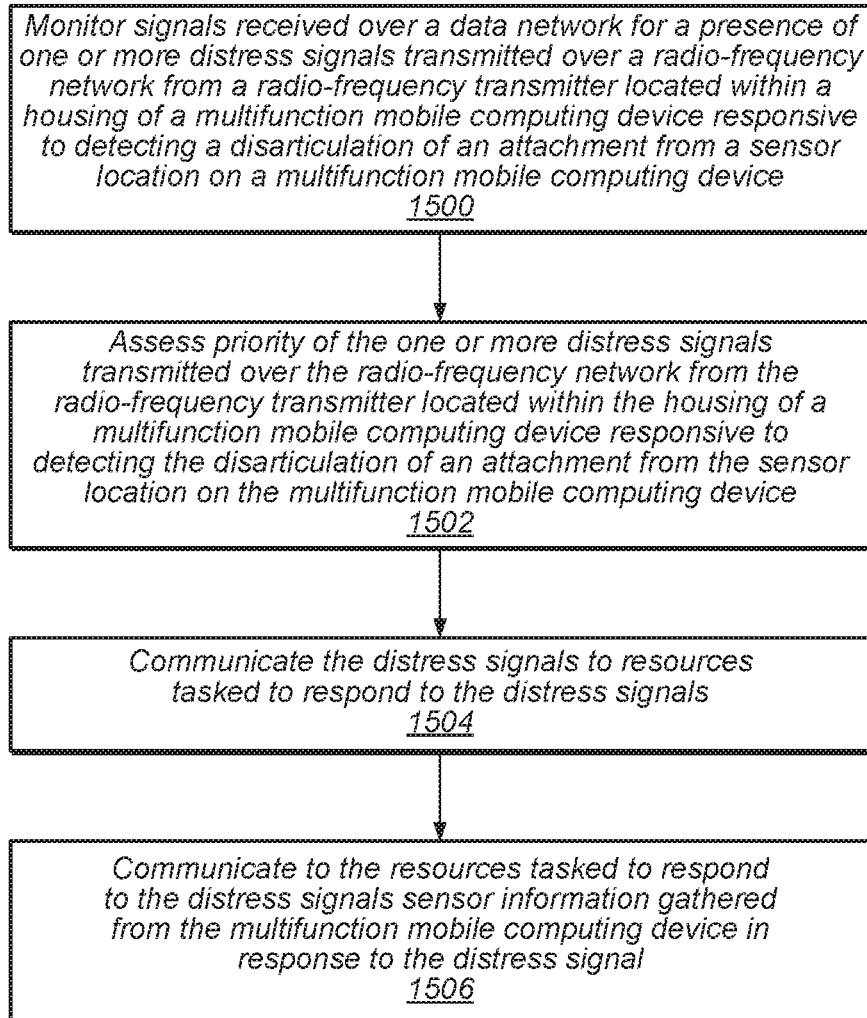 Monitor signals received over a data network for a presence of
one or more distress signals transmitted over a radio-frequency
network from a radio-frequency transmitter located within a
housing of a multifunction mobile computing device responsive
to detecting a disarticulation of an attachment from a sensor
location on a multifunction mobile computing device
1500
Assess priority of the one or more distress signals
transmitted over the radio-frequency network from the
radio-frequency transmitter located within the housing of a
multifunction mobile computing device responsive to
detecting the disarticulation of an attachment from the sensor
location on the multifunction mobile computing device
1502
Communicate the distress signals to resources
tasked to respond to the distress signals
1504
Communicate to the resources tasked to respond
to the distress signals sensor information gathered
from the multifunction mobile computing device in
response to the distress signal
1506